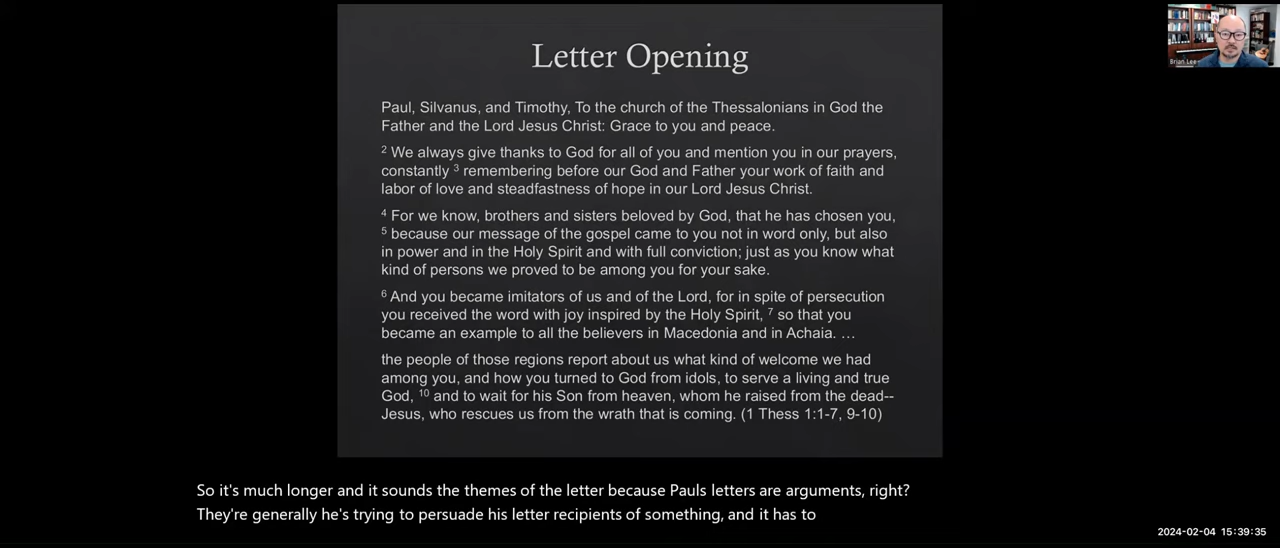 Letter Opening
Brian Lee
Paul, Silvanus, and Timothy, To the church of the Thessalonians in God the
Father and the Lord Jesus Christ: Grace to you and peace.
2 We always give thanks to God for all of you and mention you in our prayers,
constantly 3 remembering before our God and Father your work of faith and
labor of love and steadfastness of hope in our Lord Jesus Christ.
4 For we know, brothers and sisters beloved by God, that he has chosen you,
5 because our message of the gospel came to you not in word only, but also
in power and in the Holy Spirit and with full conviction; just as you know what
kind of persons we proved to be among you for your sake.
6 And you became imitators of us and of the Lord, for in spite of persecution
you received the word with joy inspired by the Holy Spirit, 7 so that you
became an example to all the believers in Macedonia and in Achaia. …
the people of those regions report about us what kind of welcome we had
among you, and how you turned to God from idols, to serve a living and true
God, 10 and to wait for his Son from heaven, whom he raised from the dead--
Jesus, who rescues us from the wrath that is coming. (1 Thess 1:1-7, 9-10)
So it's much longer and it sounds the themes of the letter because Pauls letters are arguments, right?
They're generally he's trying to persuade his letter recipients of something, and it has to
2024-02-04 15:39:35